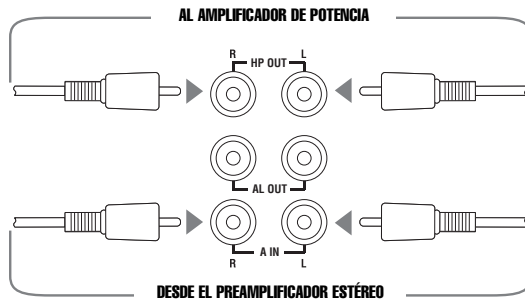 AL AMPLIFICADOR DE POTENCIA
R HP OUT L
AL OUT
A IN
R L
DESDE EL PREAMPLIFICADOR ESTÉREO